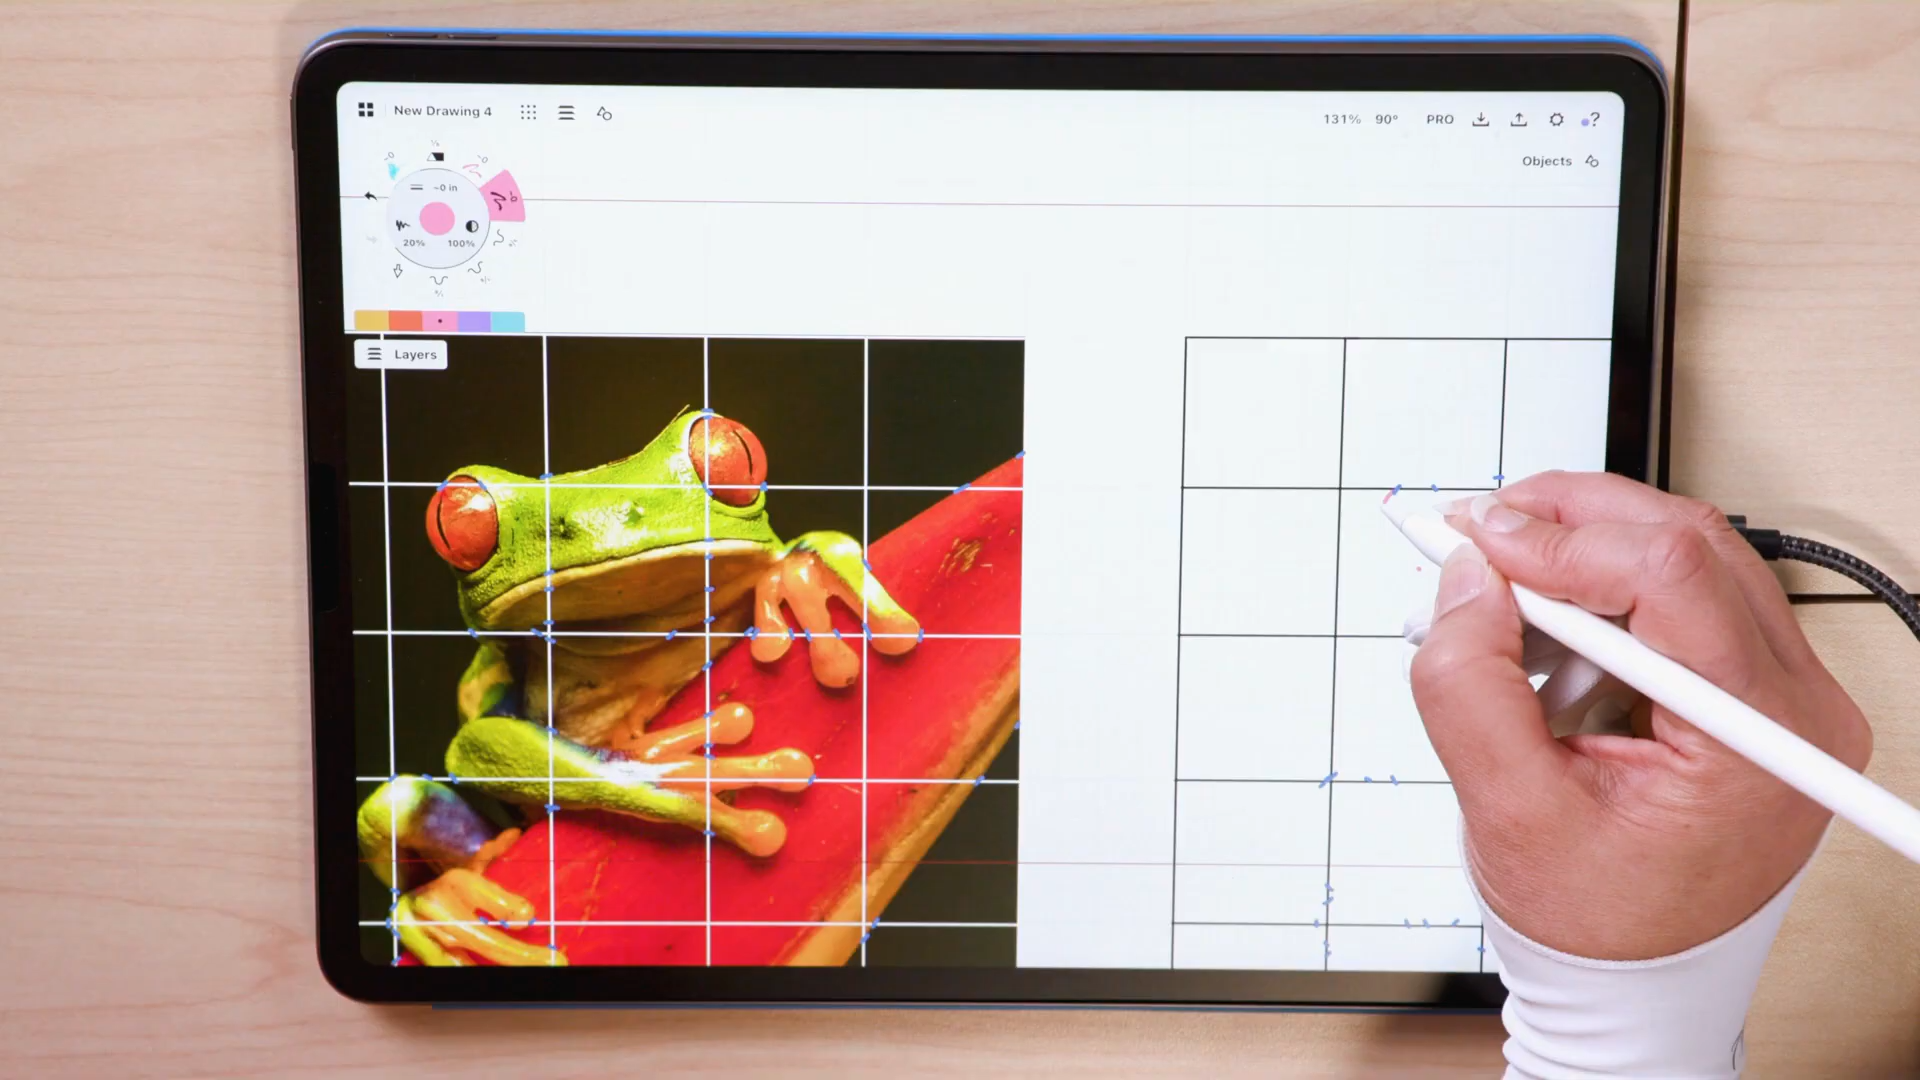 New Drawing 4
131% 90° PRO ?
Objects
~0 in
20% 100%
Layers